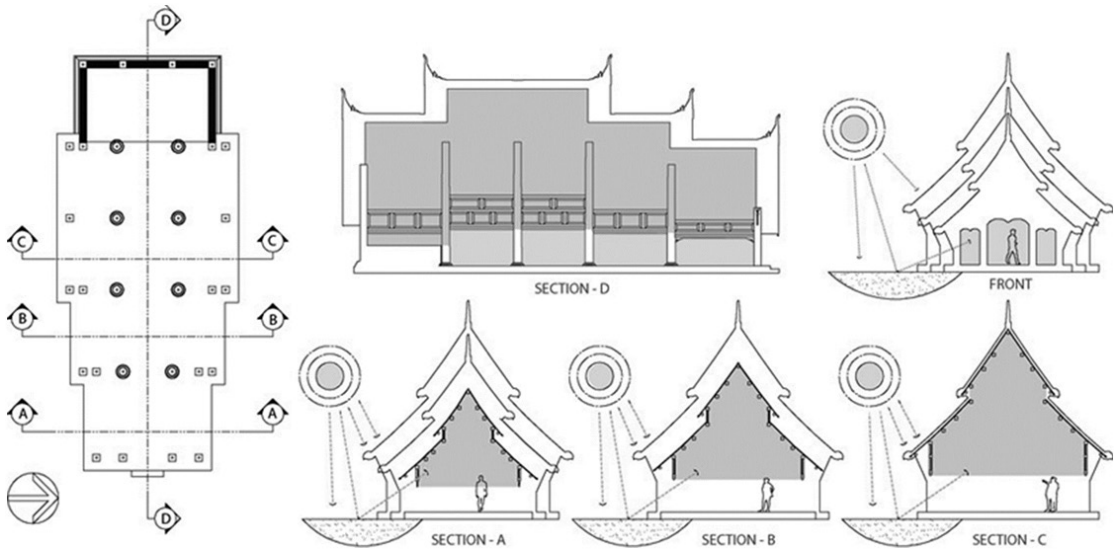 D
C
C
B
B
A
A
D
SECTION - D
FRONT
SECTION - A
SECTION - B
SECTION - C